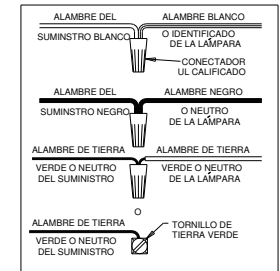 ALAMBRE DEL
SUMINSTRO BLANCO
ALAMBRE BLANCO
O IDENTIFICADO
DE LA LÁMPARA
CONECTADOR
UL CALIFICADO
ALAMBRE DEL
SUMINSTRO NEGRO
ALAMBRE NEGRO
O NEUTRO
DE LA LÁMPARA
ALAMBRE DE TIERRA
VERDE O NEUTRO
DEL SUMINISTRO
ALAMBRE DE TIERRA
VERDE O NEUTRO
DE LA LÁMPARA
O
ALAMBRE DE TIERRA
VERDE O NEUTRO
DEL SUMINISTRO
TORNILLO DE
TIERRA VERDE